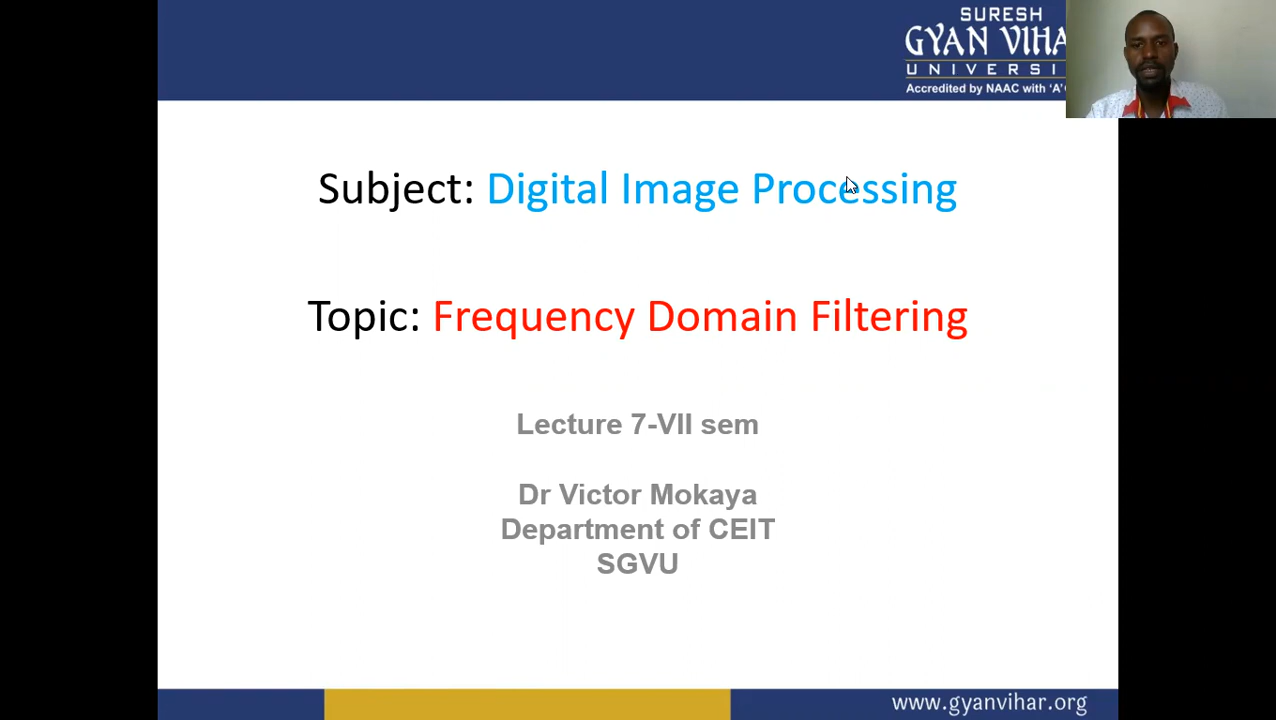 SURESH
GYAN VIHA
UNIVERSI
Accredited by NAAC with 'A'
Subject: Digital Image Processing
Topic: Frequency Domain Filtering
Lecture 7-VII sem
Dr Victor Mokaya
Department of CEIT
SGVU
www.gyanvihar.org